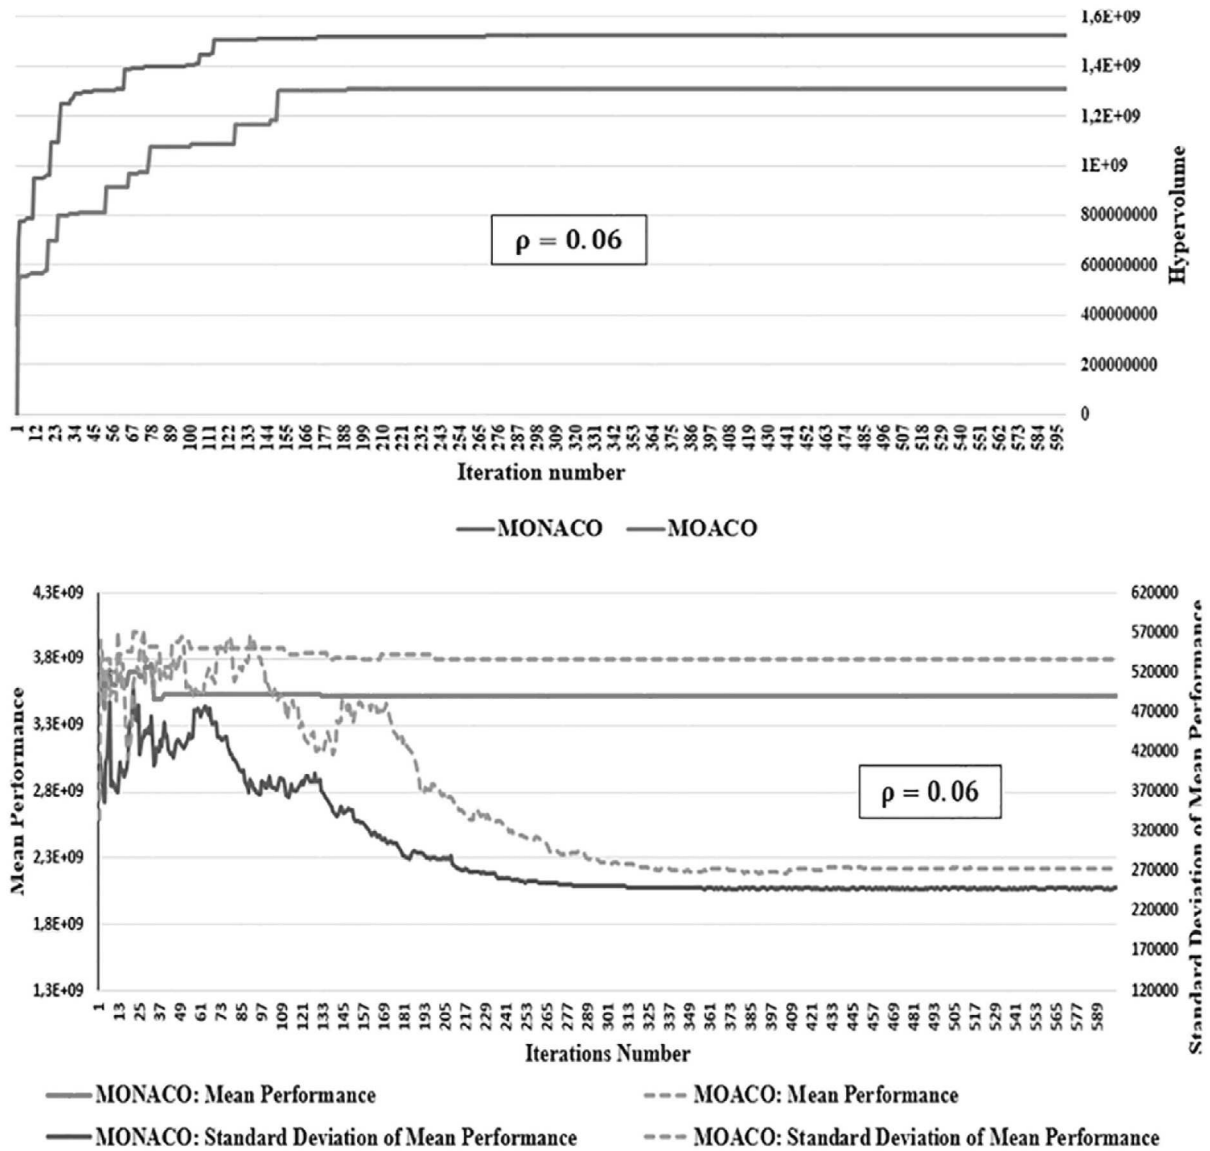 1,6E+09
1,4E+09
1,2E+09
1E+09
800000000
600000000
400000000
200000000
0
Hypervolume
ρ = 0.06
1 12 23 34 45 56 67 78 89 100 111 122 133 144 155 166 177 188 199 210 221 232 243 254 265 276 287 298 309 320 331 342 353 364 375 386 397 408 419 430 441 452 463 474 485 496 507 518 529 540 551 562 573 584 595
Iteration number
MONACO MOACO
4,3E+09
3,8E+09
3,3E+09
2,8E+09
2,3E+09
1,8E+09
1,3E+09
Mean Performance
620000
570000
520000
470000
420000
370000
320000
270000
220000
170000
120000
Standard Deviation of Mean Performance
ρ = 0.06
1 13 25 37 49 61 73 85 97 109 121 133 145 157 169 181 193 205 217 229 241 253 265 277 289 301 313 325 337 349 361 373 385 397 409 421 433 445 457 469 481 493 505 517 529 541 553 565 577 589
Iterations Number
MONACO: Mean Performance MOACO: Mean Performance
MONACO: Standard Deviation of Mean Performance MOACO: Standard Deviation of Mean Performance